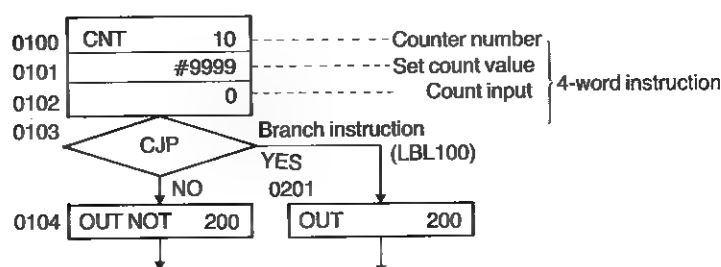 0100 CNT 10 Counter number
0101 #9999 Set count value
0102 0 Count input
4-word instruction
0103 CJP Branch instruction
YES (LBL100)
NO 0201
0104 OUT NOT 200 OUT 200